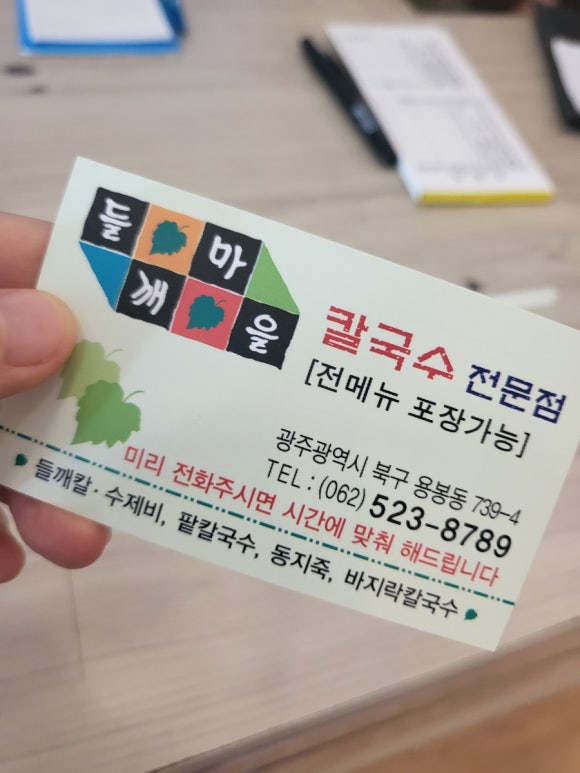 들깨마을
칼국수 전문점
[전메뉴 포장가능]
광주광역시 북구 용봉동 739-4
TEL : (062) 523-8789
미리 전화주시면 시간에 맞춰 해드립니다
들깨칼·수제비, 팥칼국수, 동지죽, 바지락칼국수